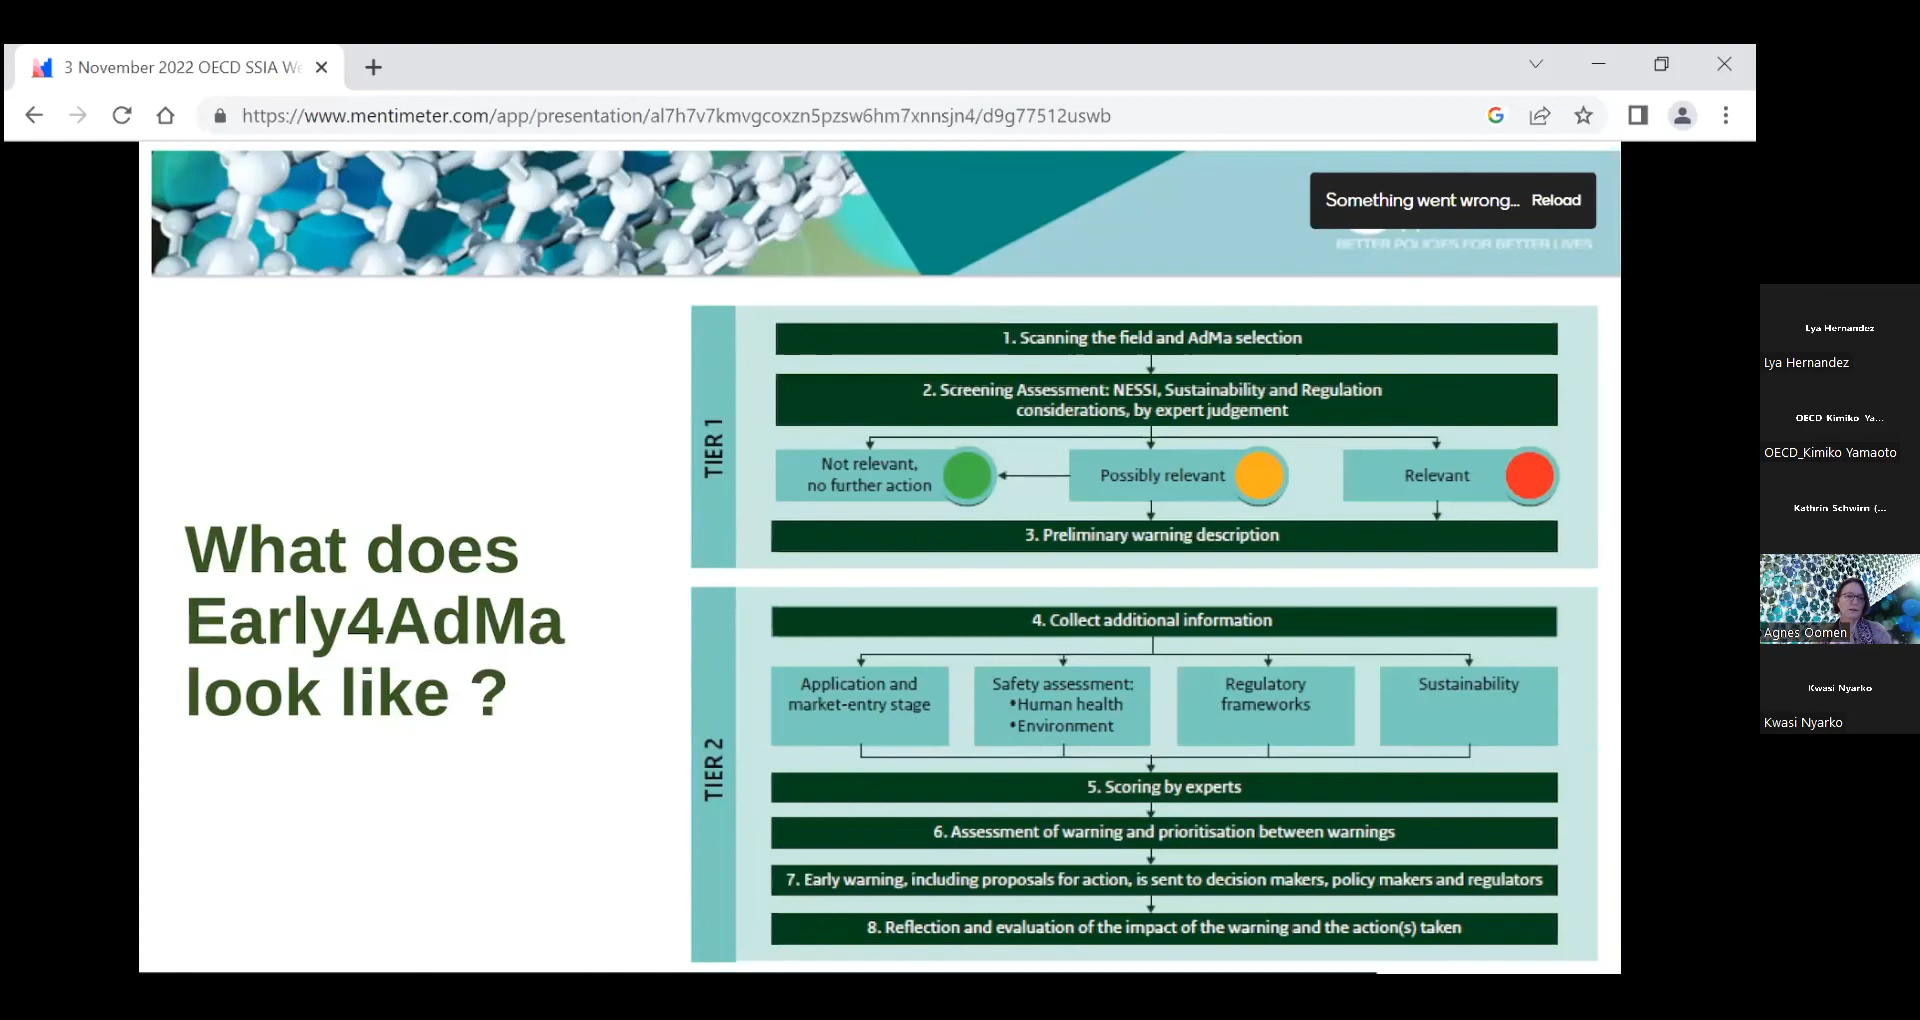 3 November 2022 OECD SSIA We
https://www.mentimeter.com/app/presentation/al7h7v7kmvgcoxzn5pzsw6hm7xnnsjn4/d9g77512uswb
Something went wrong... Reload
BETTER POLICIES FOR BETTER LIVES
What does
Early4AdMa
look like ?
TIER 1
1. Scanning the field and AdMa selection
2. Screening Assessment: NESSI, Sustainability and Regulation
considerations, by expert judgement
Not relevant,
no further action
Possibly relevant
Relevant
3. Preliminary warning description
TIER 2
4. Collect additional information
Application and
market-entry stage
Safety assessment:
•Human health
•Environment
Regulatory
frameworks
Sustainability
5. Scoring by experts
6. Assessment of warning and prioritisation between warnings
7. Early warning, including proposals for action, is sent to decision makers, policy makers and regulators
8. Reflection and evaluation of the impact of the warning and the action(s) taken
Lya Hernandez
Lya Hernandez
OECD Kimiko Ya...
OECD_Kimiko Yamaoto
Kathrin Schwirn (...
Agnes Oomen
Kwasi Nyarko
Kwasi Nyarko